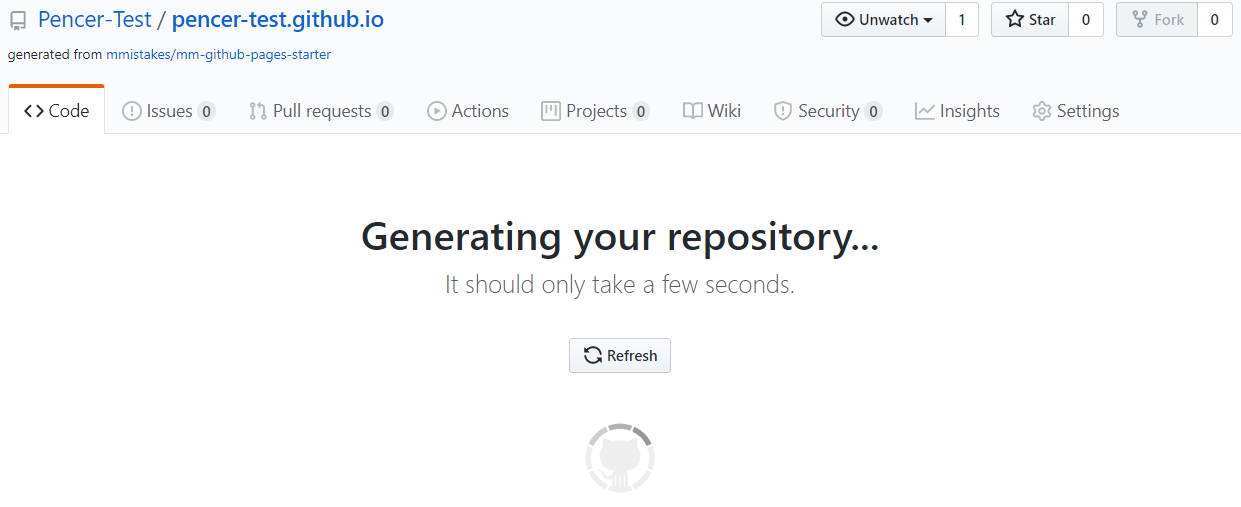 Pencer-Test / pencer-test.github.io Unwatch 1 Star 0 Fork 0
generated from mmistakes/mm-github-pages-starter
Code Issues 0 Pull requests 0 Actions Projects 0 Wiki Security 0 Insights Settings
Generating your repository...
It should only take a few seconds.
Refresh